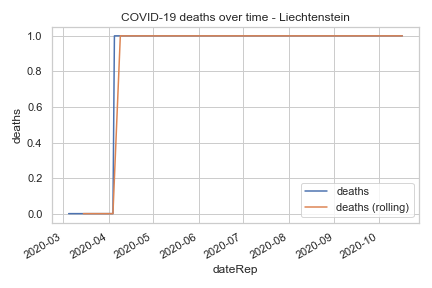 COVID-19 deaths over time - Liechtenstein
1.0
0.8
0.6
0.4
0.2
0.0
deaths
deaths
deaths (rolling)
2020-03
2020-04
2020-05
2020-06
2020-07
2020-08
2020-09
2020-10
dateRep